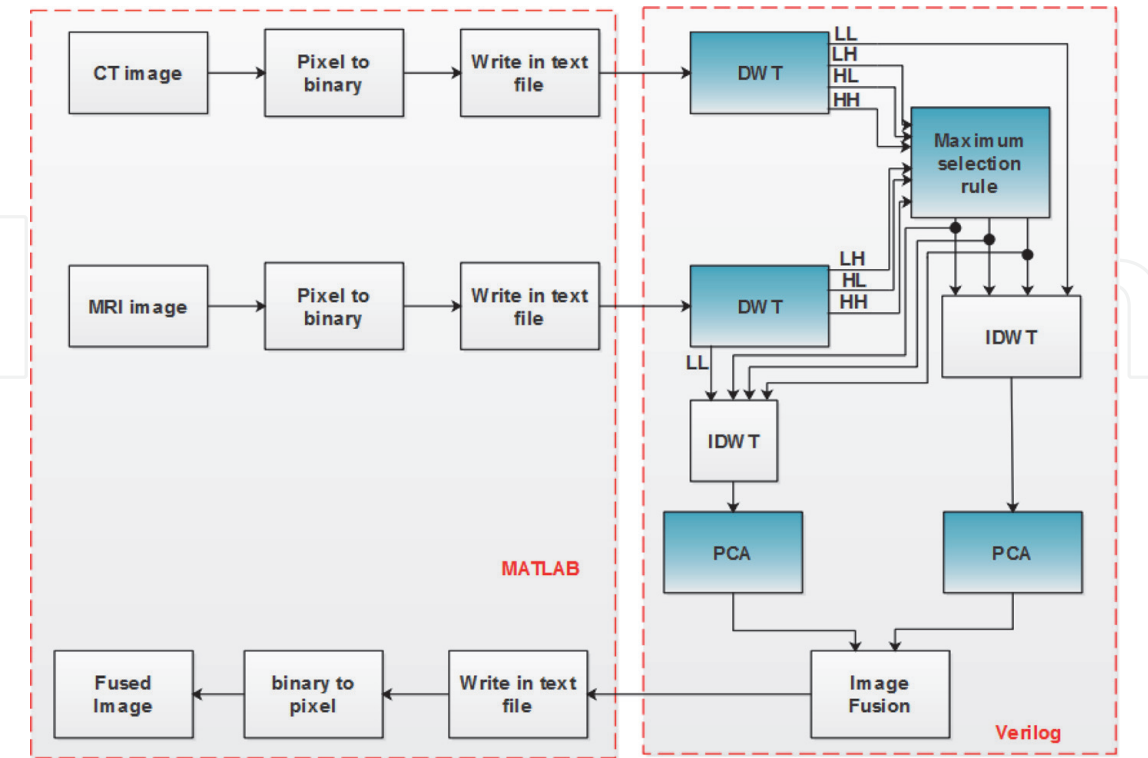 CT image
Pixel to
binary
Write in text
file
DWT
LL
LH
HL
HH
Maximum
selection
rule
MRI image
Pixel to
binary
Write in text
file
DWT
LH
HL
HH
LL
IDWT
IDWT
PCA
PCA
MATLAB
Fused
Image
binary to
pixel
Write in text
file
Image
Fusion
Verilog